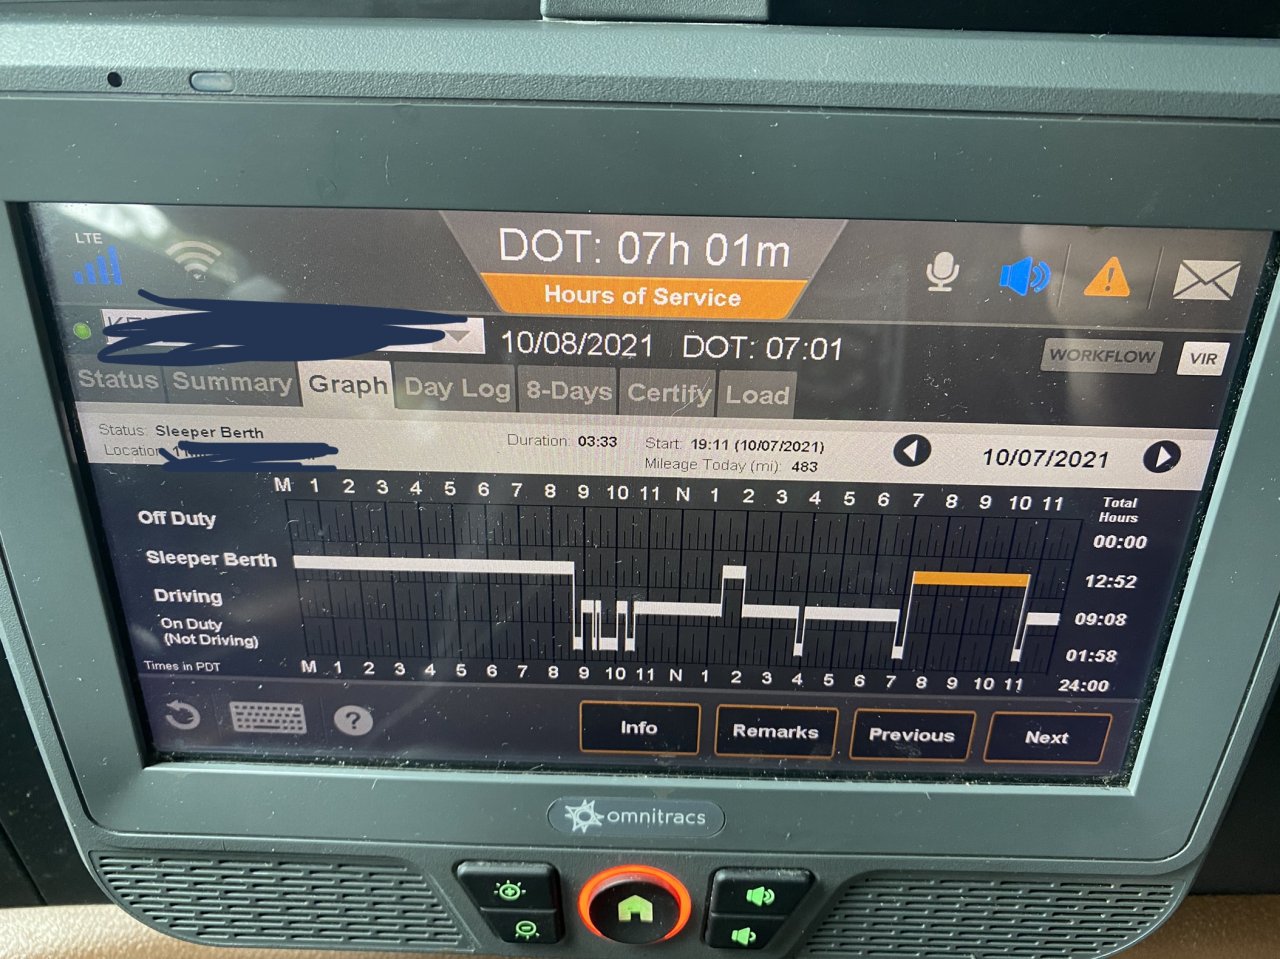 LTE
DOT: 07h 01m
Hours of Service
10/08/2021 DOT: 07:01
WORKFLOW
VIR
Status Summary Graph Day Log 8-Days Certify Load
Status: Sleeper Berth
Duration: 03:33
Start: 19:11 (10/07/2021)
10/07/2021
Location
Mileage Today (mi): 483
M 1 2 3 4 5 6 7 8 9 10 11 N 1 2 3 4 5 6 7 8 9 10 11
Total
Hours
Off Duty 00:00
Sleeper Berth 12:52
Driving 09:08
On Duty
(Not Driving) 01:58
Times in PDT M 1 2 3 4 5 6 7 8 9 10 11 N 1 2 3 4 5 6 7 8 9 10 11 24:00
?
Info Remarks Previous Next
omnitracs